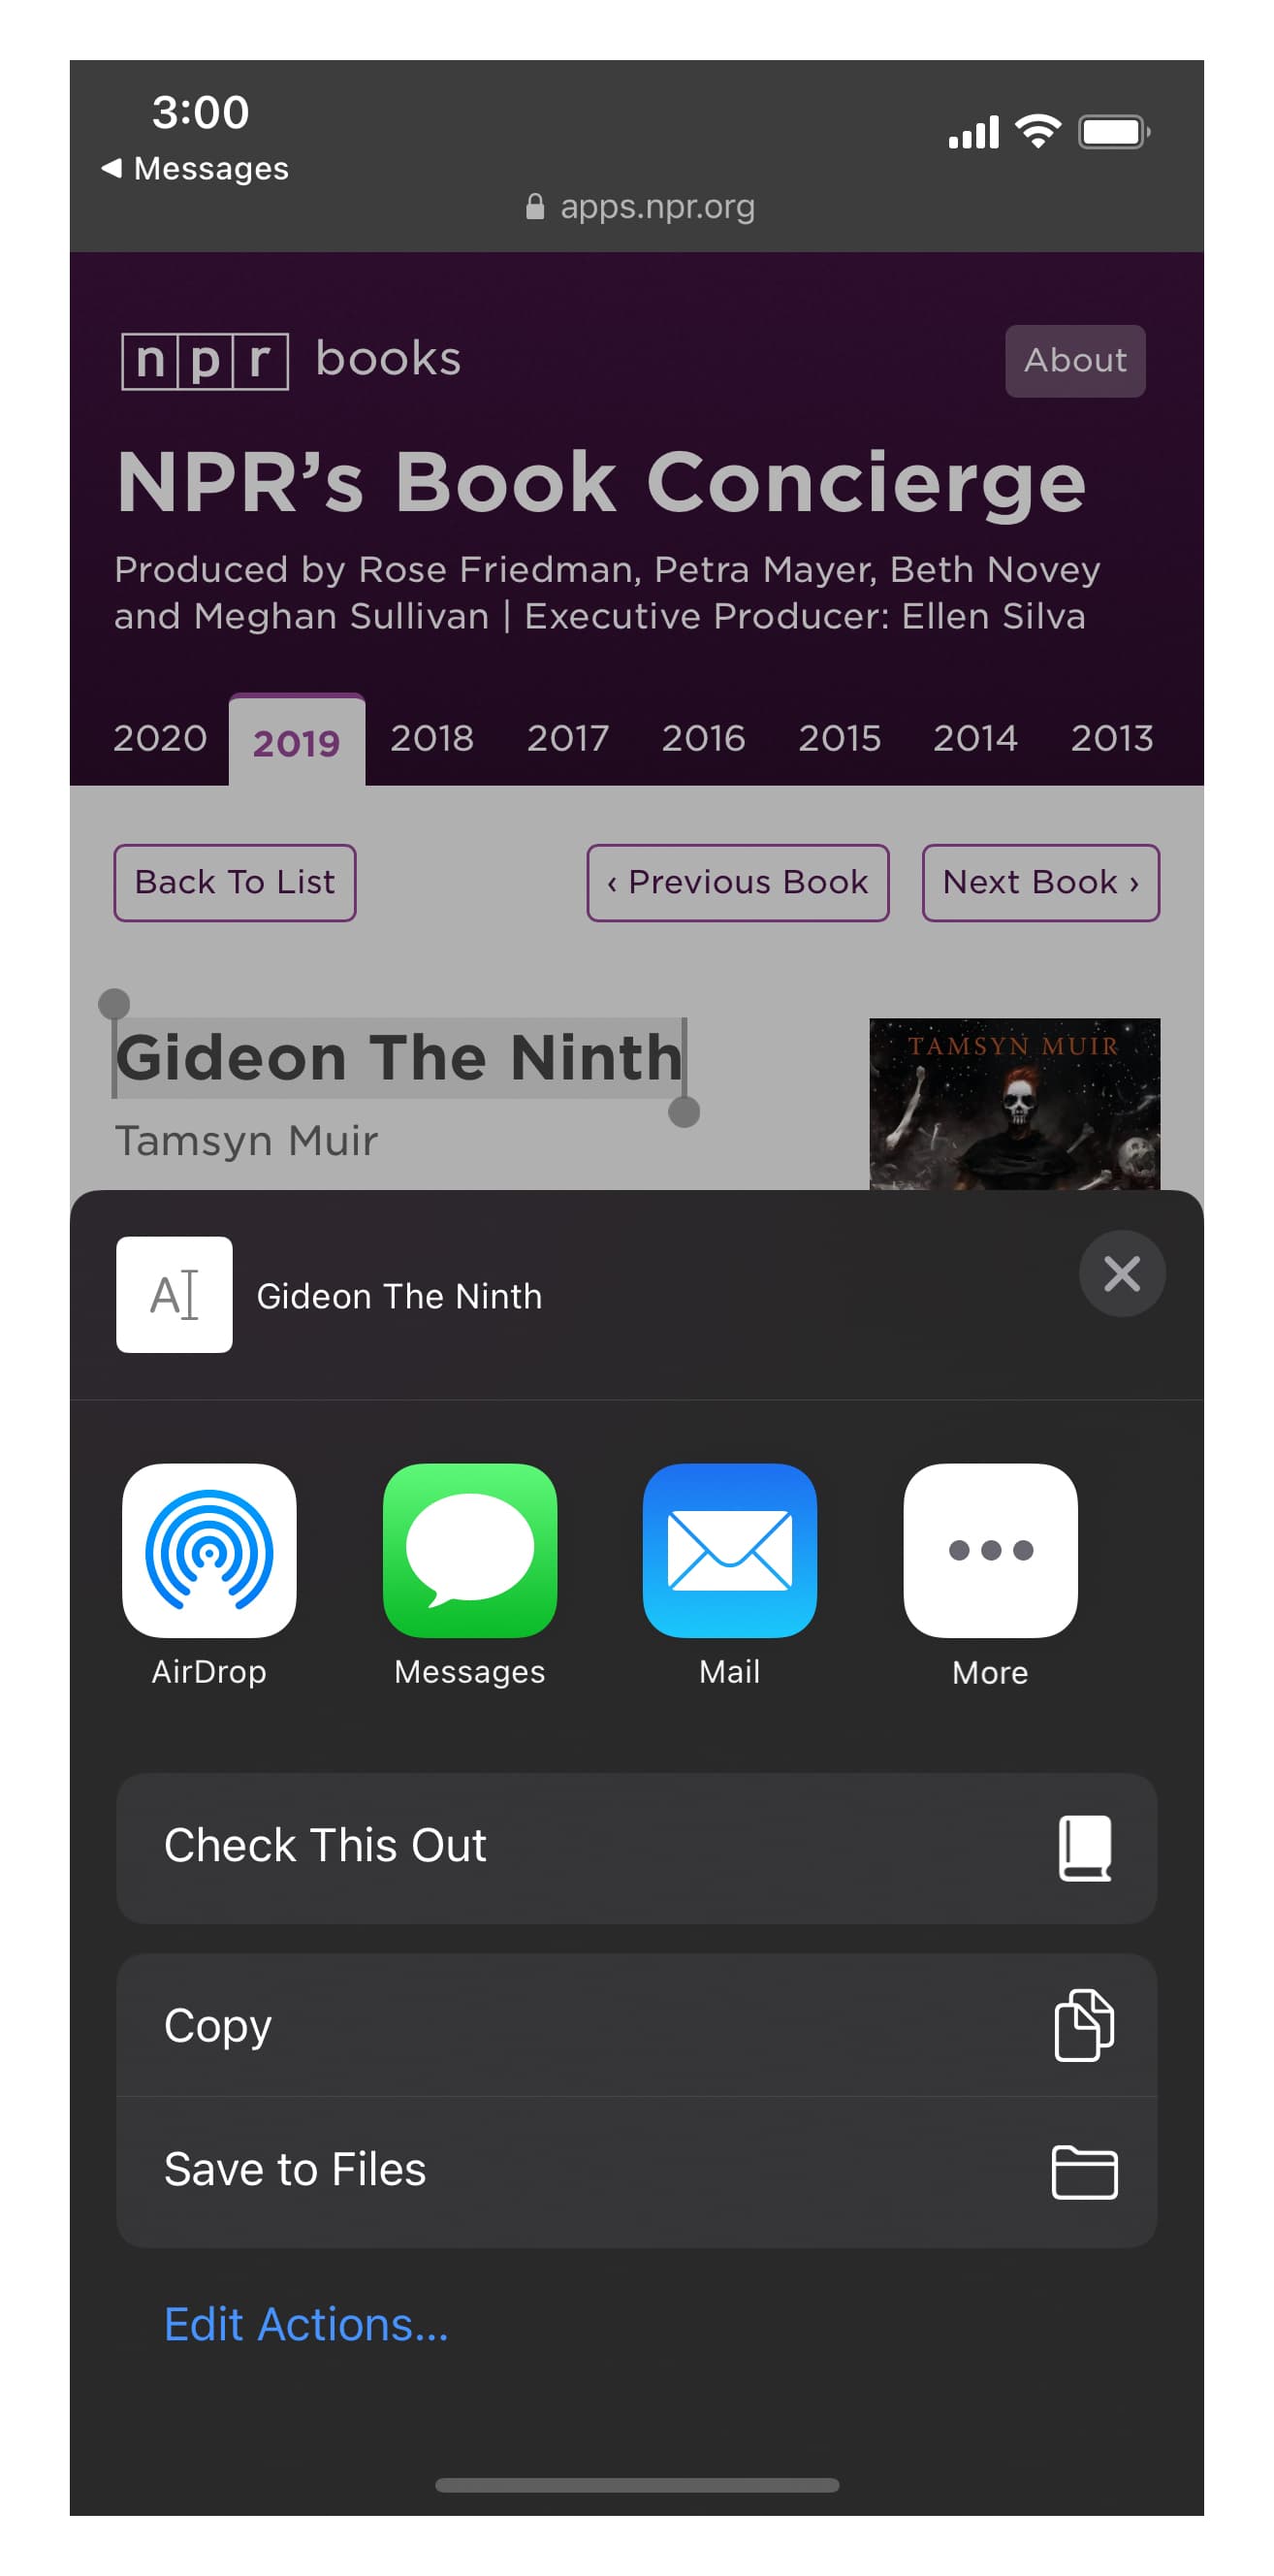 3:00
◀ Messages
apps.npr.org
npr books
About
NPR’s Book Concierge
Produced by Rose Friedman, Petra Mayer, Beth Novey
and Meghan Sullivan | Executive Producer: Ellen Silva
2020 2019 2018 2017 2016 2015 2014 2013
Back To List
‹ Previous Book
Next Book ›
Gideon The Ninth
TAMSYN MUIR
Tamsyn Muir
A
Gideon The Ninth
AirDrop Messages Mail More
Check This Out
Copy
Save to Files
Edit Actions...